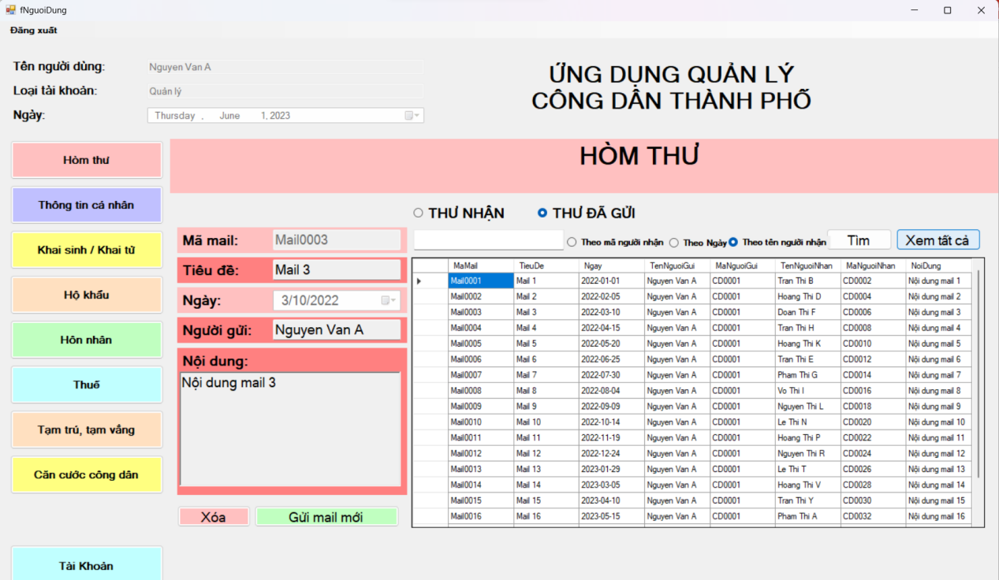 fNguoiDung
Đăng xuất
Tên người dùng: Nguyen Van A
Loại tài khoản: Quản lý
Ngày: Thursday , June 1, 2023
ỨNG DỤNG QUẢN LÝ
CÔNG DÂN THÀNH PHỐ
Hòm thư
Thông tin cá nhân
Khai sinh / Khai tử
Hộ khẩu
Hôn nhân
Thuế
Tạm trú, tạm vắng
Căn cước công dân
Tài Khoản
HÒM THƯ
THƯ NHẬN THƯ ĐÃ GỬI
Mã mail: Mail0003
Tiêu đề: Mail 3
Ngày: 3/10/2022
Người gửi: Nguyen Van A
Nội dung:
Nội dung mail 3
Xóa Gửi mail mới
Theo mã người nhận Theo Ngày Theo tên người nhận Tìm Xem tất cả
MaMail TieuDe Ngay TenNguoiGui MaNguoiGui TenNguoiNhan MaNguoiNhan NoiDung
Mail0001 Mail 1 2022-01-01 Nguyen Van A CD0001 Tran Thi B CD0002 Nội dung mail 1
Mail0002 Mail 2 2022-02-05 Nguyen Van A CD0001 Hoang Thi D CD0004 Nội dung mail 2
Mail0003 Mail 3 2022-03-10 Nguyen Van A CD0001 Doan Thi F CD0006 Nội dung mail 3
Mail0004 Mail 4 2022-04-15 Nguyen Van A CD0001 Tran Thi H CD0008 Nội dung mail 4
Mail0005 Mail 5 2022-05-20 Nguyen Van A CD0001 Hoang Thi K CD0010 Nội dung mail 5
Mail0006 Mail 6 2022-06-25 Nguyen Van A CD0001 Tran Thi E CD0012 Nội dung mail 6
Mail0007 Mail 7 2022-07-30 Nguyen Van A CD0001 Pham Thi G CD0014 Nội dung mail 7
Mail0008 Mail 8 2022-08-04 Nguyen Van A CD0001 Vo Thi I CD0016 Nội dung mail 8
Mail0009 Mail 9 2022-09-09 Nguyen Van A CD0001 Nguyen Thi L CD0018 Nội dung mail 9
Mail0010 Mail 10 2022-10-14 Nguyen Van A CD0001 Le Thi N CD0020 Nội dung mail 10
Mail0011 Mail 11 2022-11-19 Nguyen Van A CD0001 Hoang Thi P CD0022 Nội dung mail 11
Mail0012 Mail 12 2022-12-24 Nguyen Van A CD0001 Nguyen Thi R CD0024 Nội dung mail 12
Mail0013 Mail 13 2023-01-29 Nguyen Van A CD0001 Le Thi T CD0026 Nội dung mail 13
Mail0014 Mail 14 2023-03-05 Nguyen Van A CD0001 Hoang Thi V CD0028 Nội dung mail 14
Mail0015 Mail 15 2023-04-10 Nguyen Van A CD0001 Tran Thi Y CD0030 Nội dung mail 15
Mail0016 Mail 16 2023-05-15 Nguyen Van A CD0001 Pham Thi A CD0032 Nội dung mail 16